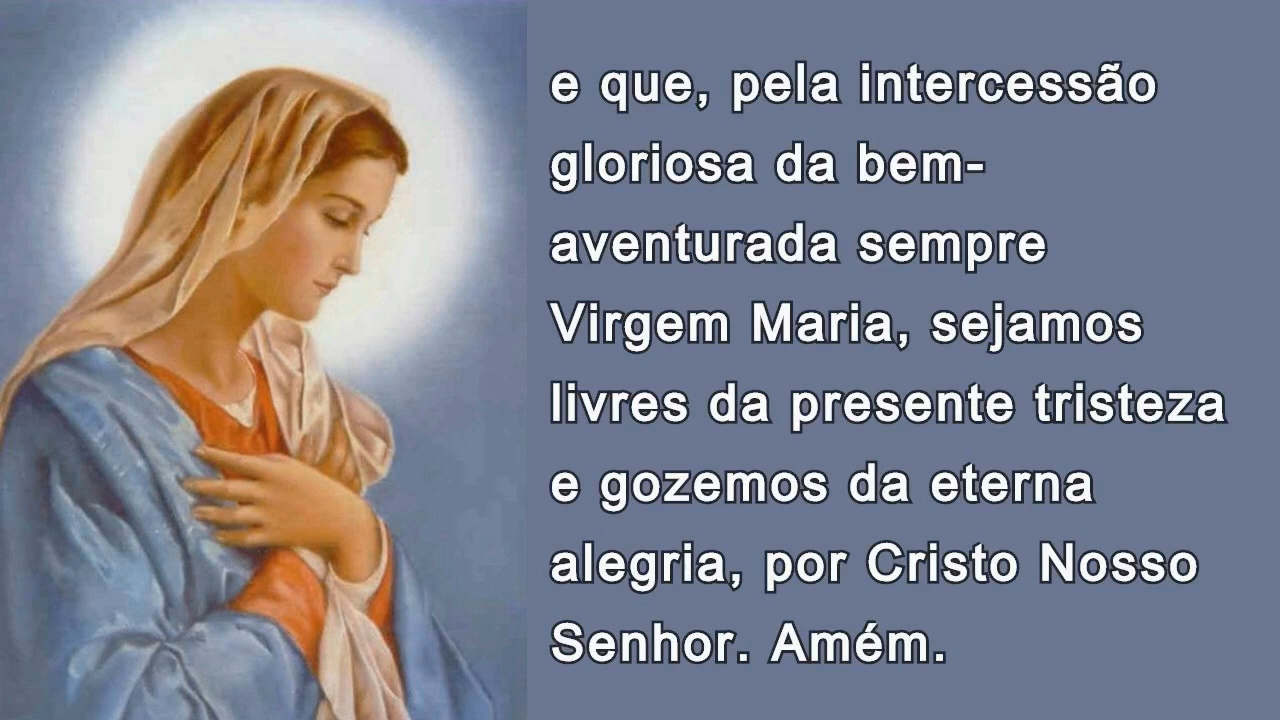 e que, pela intercessão
gloriosa da bem-
aventurada sempre
Virgem Maria, sejamos
livres da presente tristeza
e gozemos da eterna
alegria, por Cristo Nosso
Senhor. Amém.